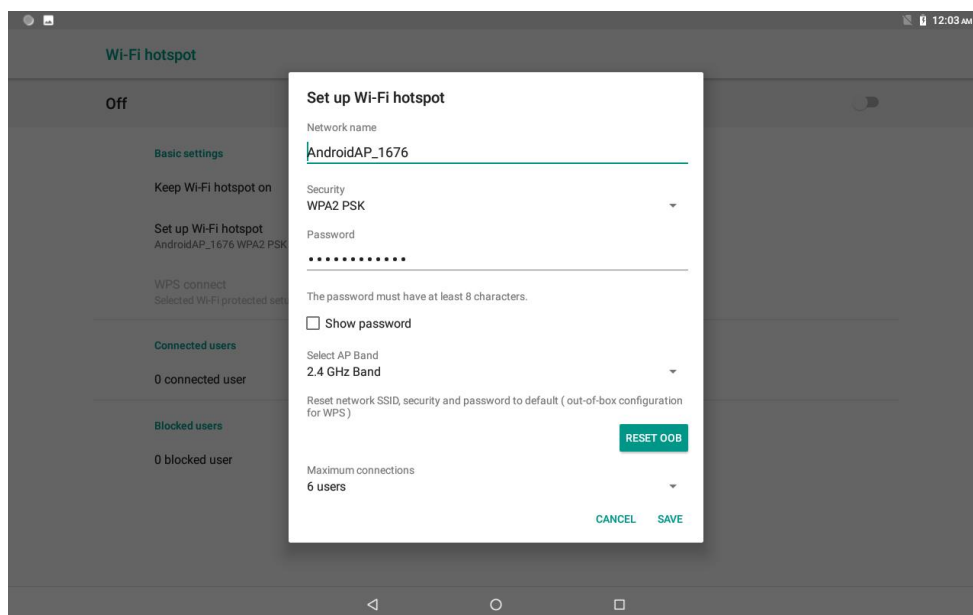 12:03 AM
Wi-Fi hotspot
Off
Basic settings
Keep Wi-Fi hotspot on
Set up Wi-Fi hotspot
AndroidAP_1676 WPA2 PSK
WPS connect
Selected Wi-Fi protected
Connected users
0 connected user
Blocked users
0 blocked user
Set up Wi-Fi hotspot
Network name
AndroidAP_1676
Security
WPA2 PSK
Password
••••••••••••
The password must have at least 8 characters.
Show password
Select AP Band
2.4 GHz Band
Reset network SSID, security and password to default ( out-of-box configuration
for WPS )
RESET OOB
Maximum connections
6 users
CANCEL SAVE